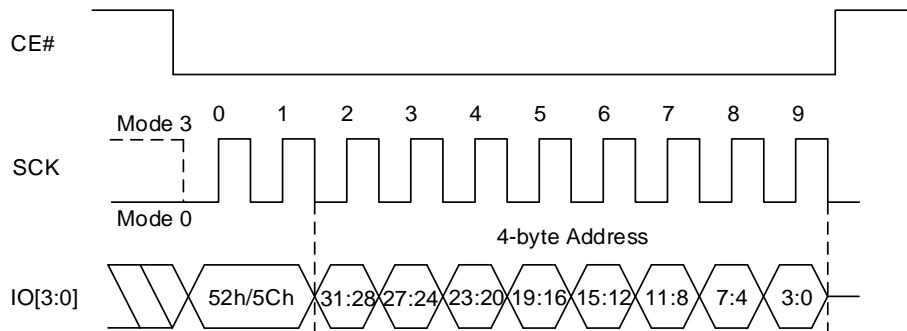 CE#
0 1 2 3 4 5 6 7 8 9
Mode 3
SCK
Mode 0
4-byte Address
IO[3:0] 52h/5Ch 31:28 27:24 23:20 19:16 15:12 11:8 7:4 3:0